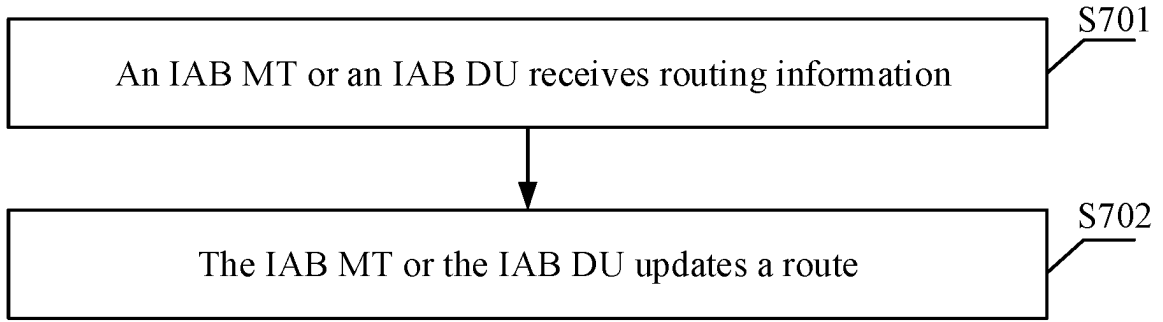 S701
An IAB MT or an IAB DU receives routing information
S702
The IAB MT or the IAB DU updates a route